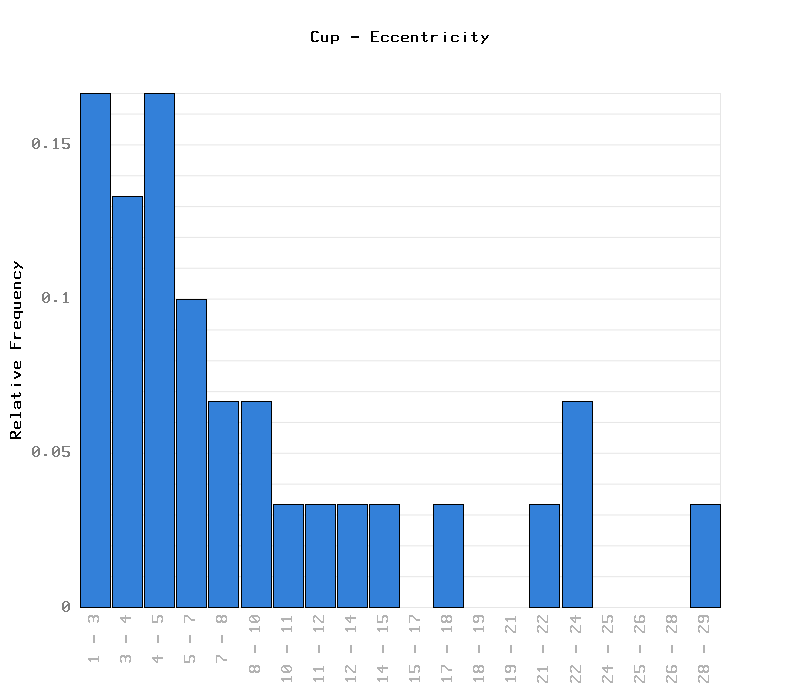 Cup - Eccentricity
Relative Frequency
0.15
0.1
0.05
0
1 - 3
3 - 4
4 - 5
5 - 7
7 - 8
8 - 10
10 - 11
11 - 12
12 - 14
14 - 15
15 - 17
17 - 18
18 - 19
19 - 21
21 - 22
22 - 24
24 - 25
25 - 26
26 - 28
28 - 29